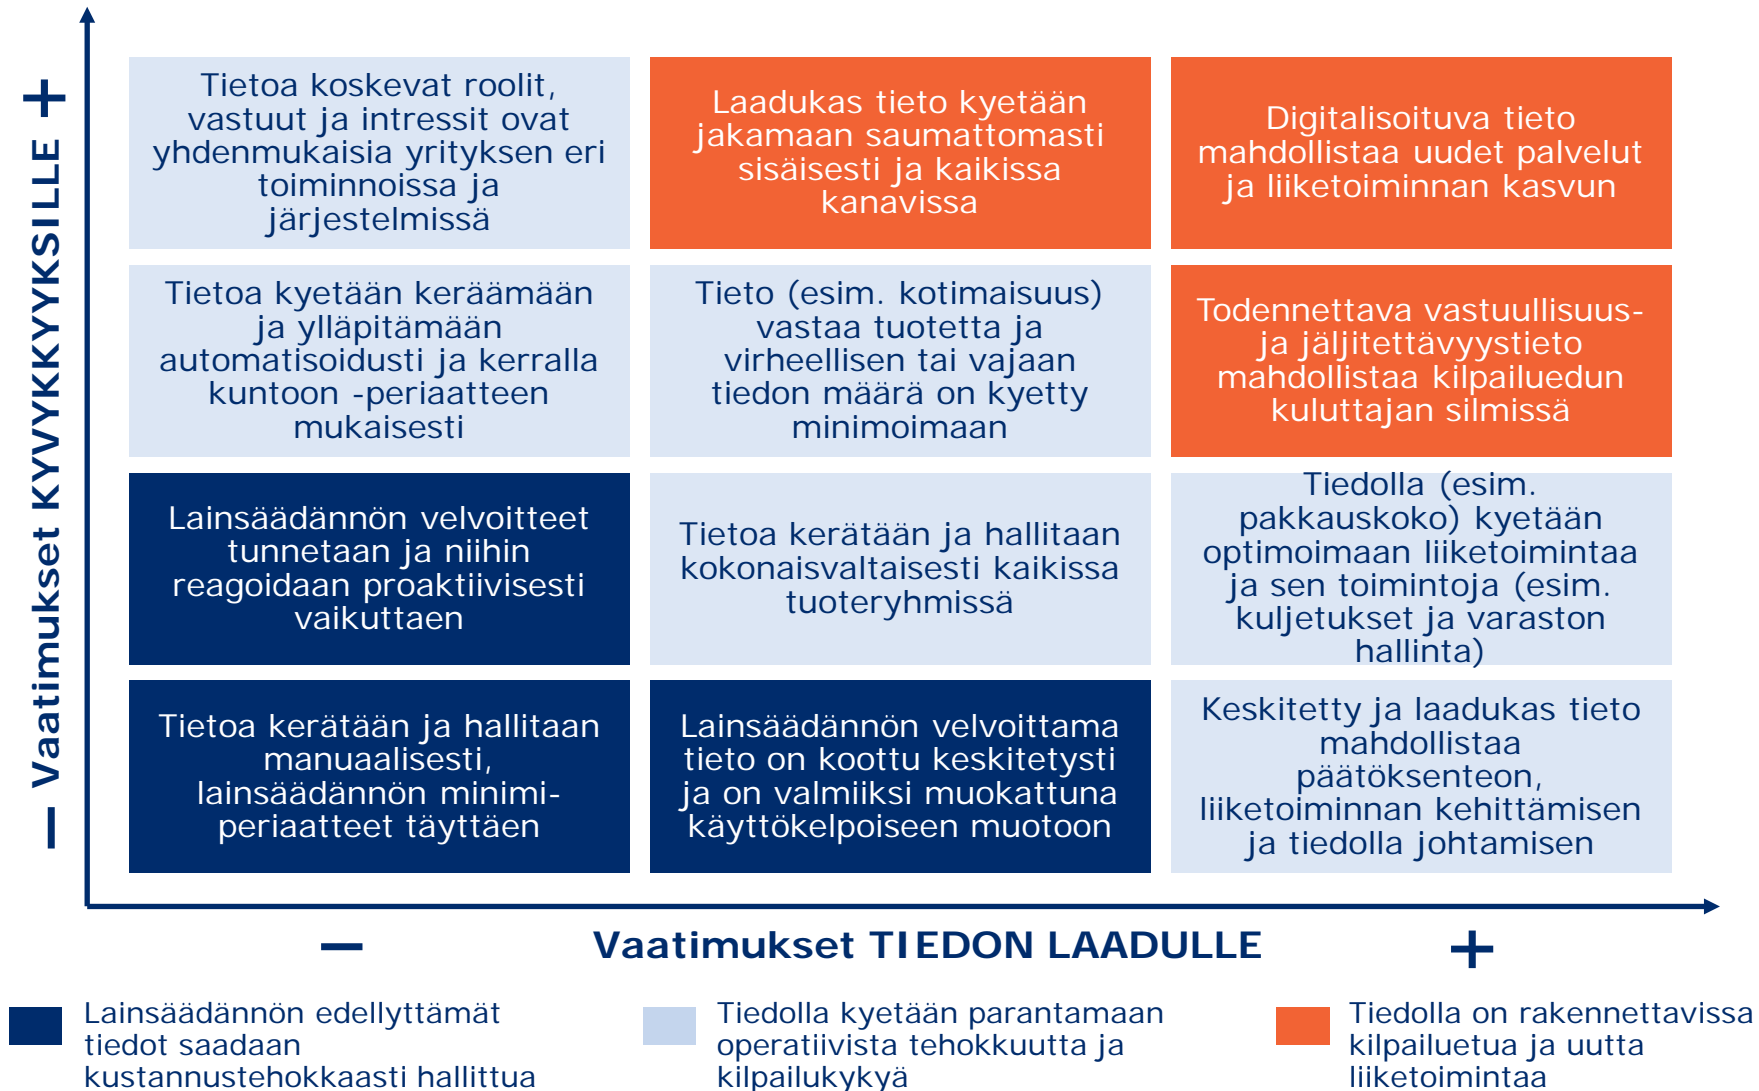 Tietoa koskevat roolit,
vastuut ja intressit ovat
yhdenmukaisia yrityksen eri
toiminnoissa ja
järjestelmissä
Laadukas tieto kyetään
jakamaan saumattomasti
sisäisesti ja kaikissa
kanavissa
Digitalisoituva tieto
mahdollistaa uudet palvelut
ja liiketoiminnan kasvun
Tietoa kyetään keräämään
ja ylläpitämään
automatisoidusti ja kerralla
kuntoon -periaatteen
mukaisesti
Tieto (esim. kotimaisuus)
vastaa tuotetta ja
virheellisen tai vajaan
tiedon määrä on kyetty
minimoimaan
Todennettava vastuullisuus-
ja jäljitettävyystieto
mahdollistaa kilpailuedun
kuluttajan silmissä
Lainsäädännön velvoitteet
tunnetaan ja niihin
reagoidaan proaktiivisesti
vaikuttaen
Tietoa kerätään ja hallitaan
kokonaisvaltaisesti kaikissa
tuoteryhmissä
Tiedolla (esim.
pakkauskoko) kyetään
optimoimaan liiketoimintaa
ja sen toimintoja (esim.
kuljetukset ja varaston
hallinta)
Tietoa kerätään ja hallitaan
manuaalisesti,
lainsäädännön minimi-
periaatteet täyttäen
Lainsäädännön velvoittama
tieto on koottu keskitetysti
ja on valmiiksi muokattuna
käyttökelpoiseen muotoon
Keskitetty ja laadukas tieto
mahdollistaa
päätöksenteon,
liiketoiminnan kehittämisen
ja tiedolla johtamisen
— Vaatimukset KYVYKKYYKSILLE +
— Vaatimukset TIEDON LAADULLE +
Lainsäädännön edellyttämät
tiedot saadaan
kustannustehokkaasti hallittua
Tiedolla kyetään parantamaan
operatiivista tehokkuutta ja
kilpailukykyä
Tiedolla on rakennettavissa
kilpailuetua ja uutta
liiketoimintaa